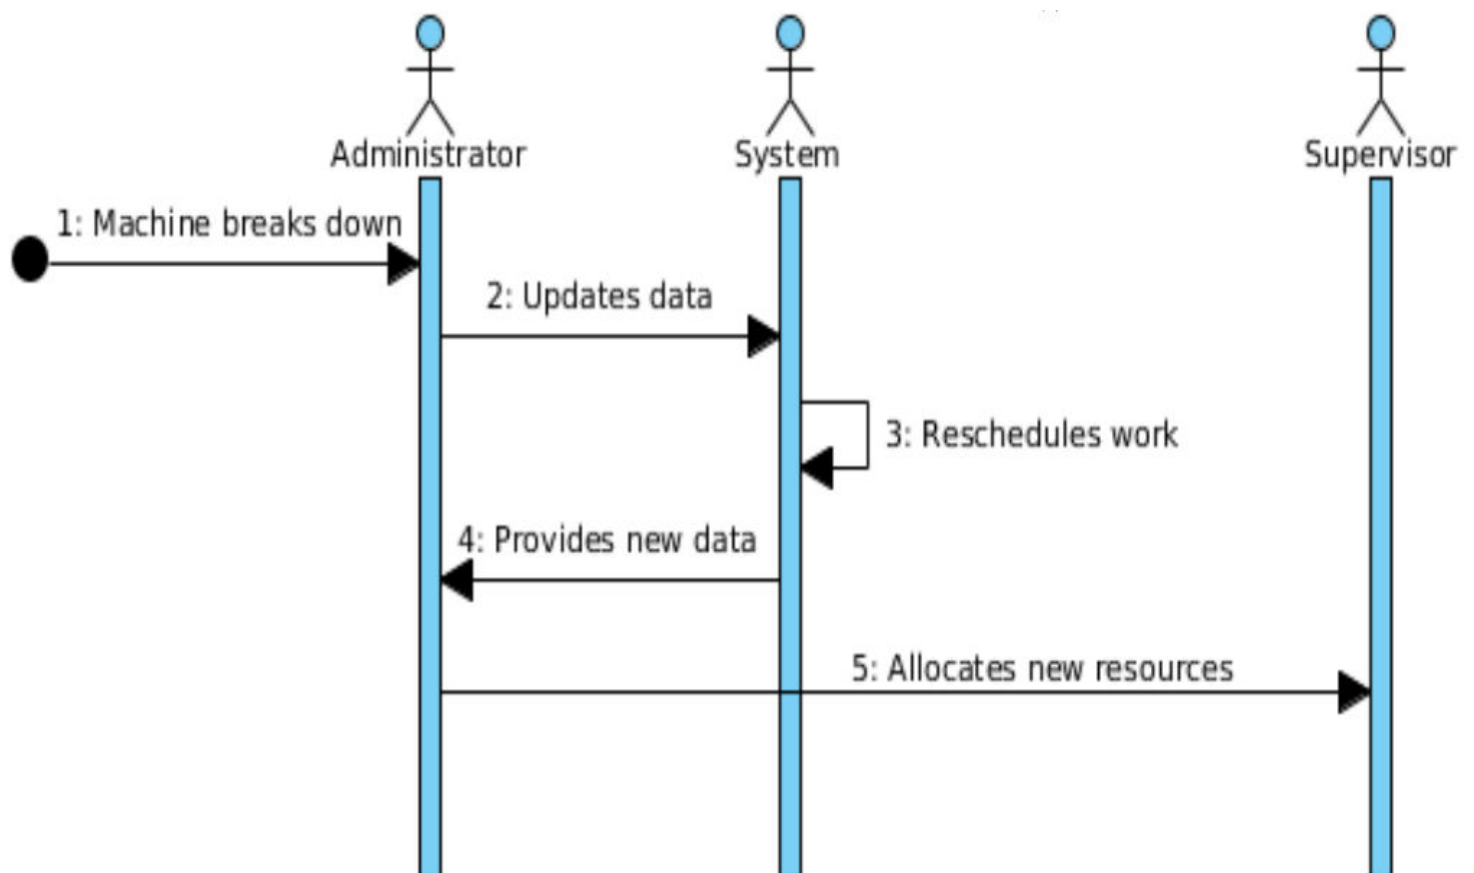 Administrator
System
Supervisor
1: Machine breaks down
2: Updates data
3: Reschedules work
4: Provides new data
5: Allocates new resources